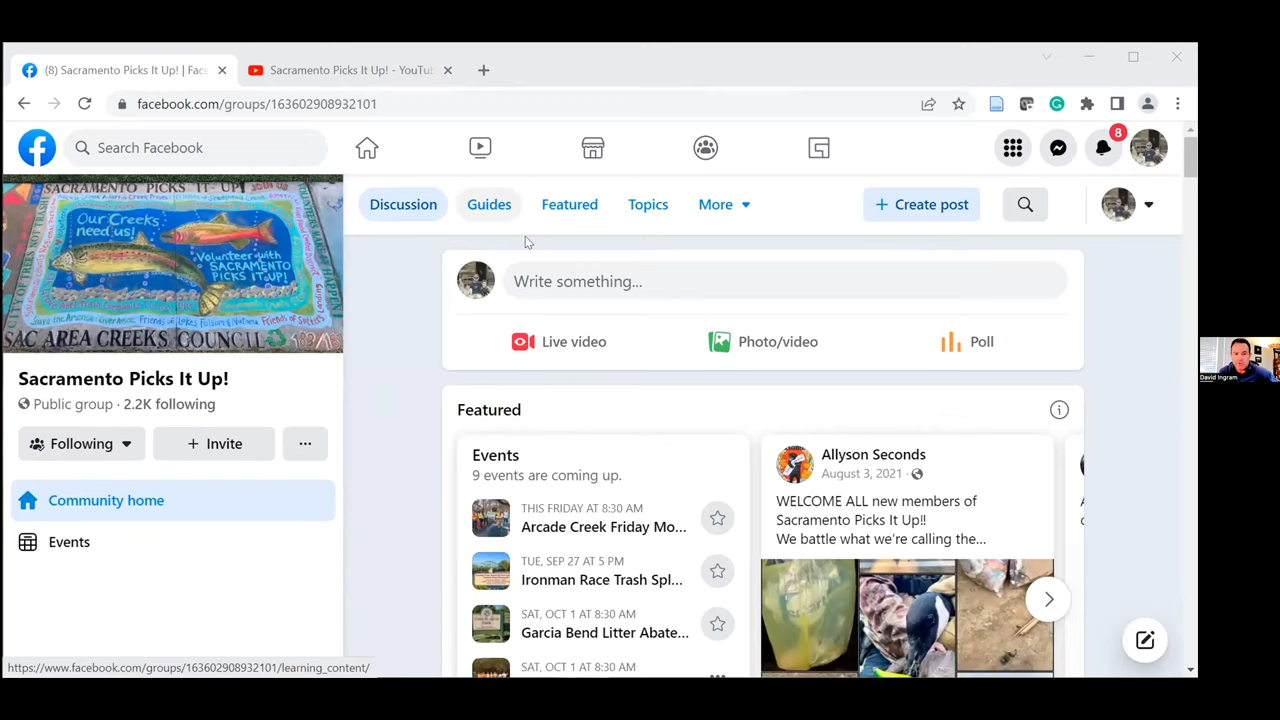 (8) Sacramento Picks It Up! | Face
Sacramento Picks It Up! - YouTu
facebook.com/groups/163602908932101
Search Facebook
8
SACRAMENTO PICKS IT UP!
JOIN US
Our Creeks
need us!
Volunteer with
SACRAMENTO
PICKS IT UP!
SAC AREA CREEKS COUNCIL
Discussion
Guides
Featured
Topics
More
+ Create post
Write something...
Live video
Photo/video
Poll
Sacramento Picks It Up!
Public group · 2.2K following
Following
+ Invite
Community home
Events
Featured
Events
9 events are coming up.
THIS FRIDAY AT 8:30 AM
Arcade Creek Friday Mo...
TUE, SEP 27 AT 5 PM
Ironman Race Trash Spl...
SAT, OCT 1 AT 8:30 AM
Garcia Bend Litter Abate...
SAT, OCT 1 AT 8:30 AM
Allyson Seconds
August 3, 2021 ·
WELCOME ALL new members of
Sacramento Picks It Up!!
We battle what we're calling the...
https://www.facebook.com/groups/163602908932101/learning_content/
David Ingram